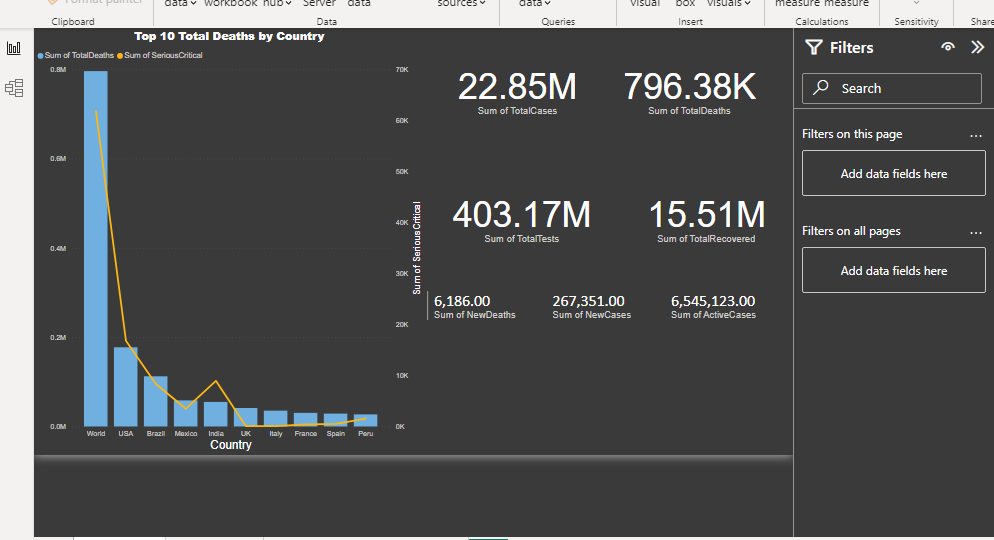 Format painter
data workbook hub Server data sources data visual box visuals measure measure
Clipboard Data Queries Insert Calculations Sensitivity Share
Top 10 Total Deaths by Country
Sum of TotalDeaths Sum of SeriousCritical
0.8M
0.6M
0.4M
0.2M
0.0M
70K
60K
50K
40K
30K
20K
10K
0K
Sum of SeriousCritical
World USA Brazil Mexico India UK Italy France Spain Peru
Country
22.85M
Sum of TotalCases
796.38K
Sum of TotalDeaths
403.17M
Sum of TotalTests
15.51M
Sum of TotalRecovered
6,186.00
Sum of NewDeaths
267,351.00
Sum of NewCases
6,545,123.00
Sum of ActiveCases
Filters
Search
Filters on this page ...
Add data fields here
Filters on all pages ...
Add data fields here